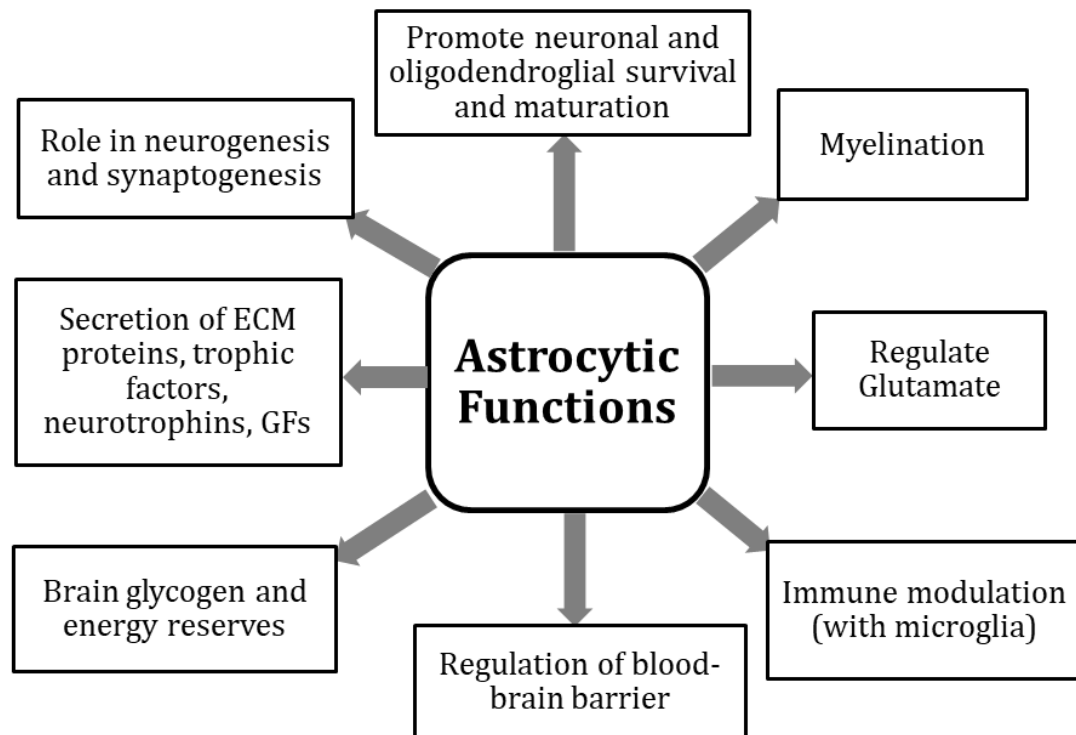 Promote neuronal and
oligodendroglial survival
and maturation
Role in neurogenesis
and synaptogenesis
Myelination
Secretion of ECM
proteins, trophic
factors,
neurotrophins, GFs
Astrocytic
Functions
Regulate
Glutamate
Brain glycogen and
energy reserves
Regulation of blood-
brain barrier
Immune modulation
(with microglia)